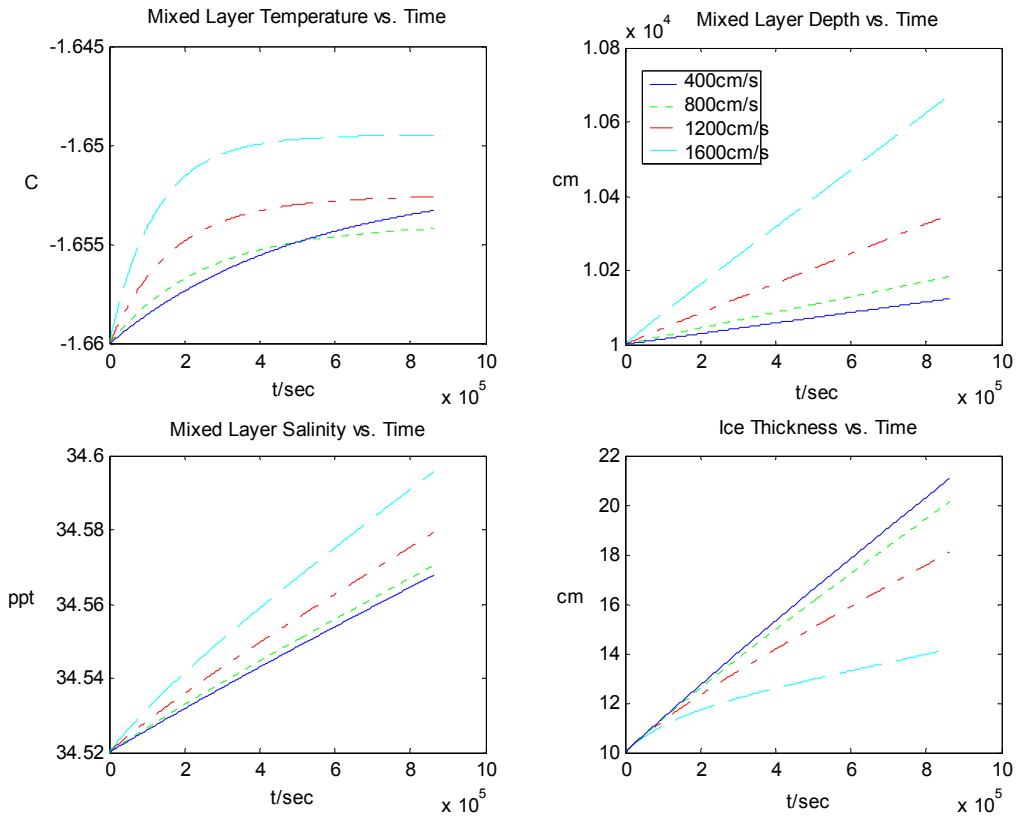 Mixed Layer Temperature vs. Time
-1.645
-1.65
C
-1.655
-1.66
0 2 4 6 8 10
t/sec
x 10^5
Mixed Layer Depth vs. Time
x 10^4
1.08
1.06
cm
1.04
1.02
1
400cm/s
800cm/s
1200cm/s
1600cm/s
0 2 4 6 8 10
t/sec
x 10^5
Mixed Layer Salinity vs. Time
34.6
34.58
ppt
34.56
34.54
34.52
0 2 4 6 8 10
t/sec
x 10^5
Ice Thickness vs. Time
22
20
18
cm
16
14
12
10
0 2 4 6 8 10
t/sec
x 10^5